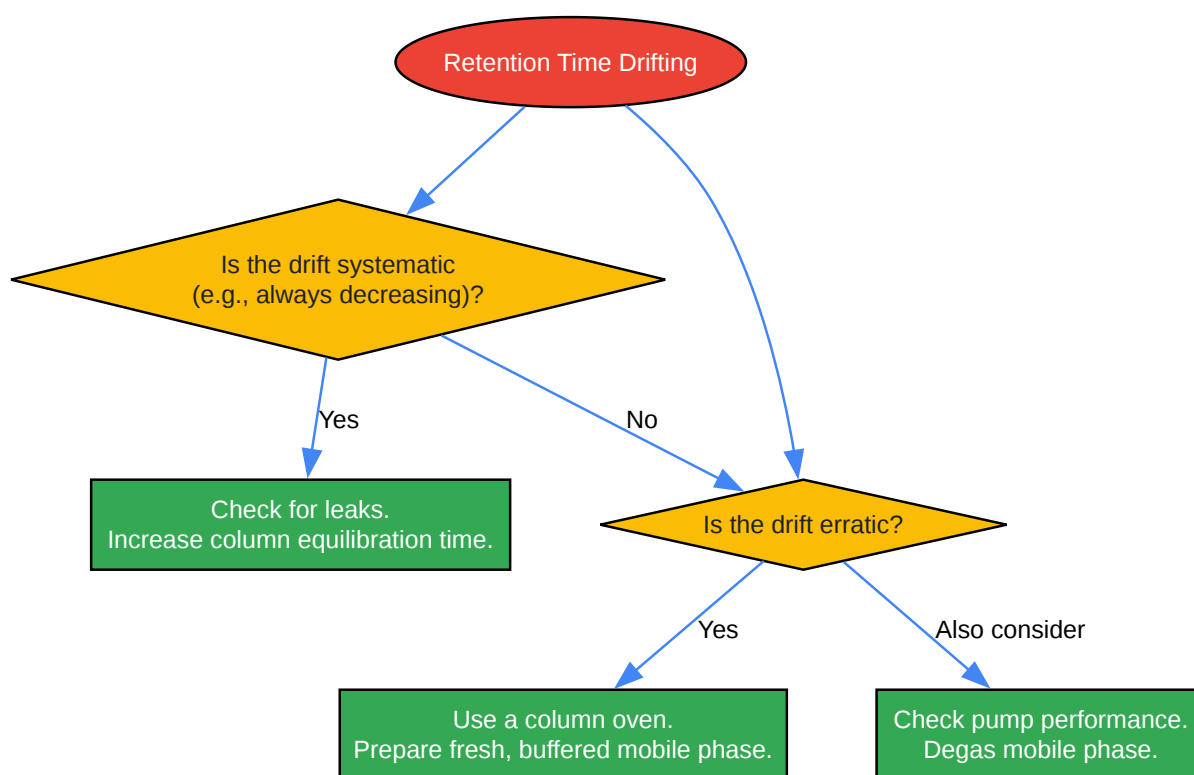 Retention Time Drifting
Is the drift systematic
(e.g., always decreasing)?
Yes
No
Check for leaks.
Increase column equilibration time.
Is the drift erratic?
Yes
Also consider
Use a column oven.
Prepare fresh, buffered mobile phase.
Check pump performance.
Degas mobile phase.